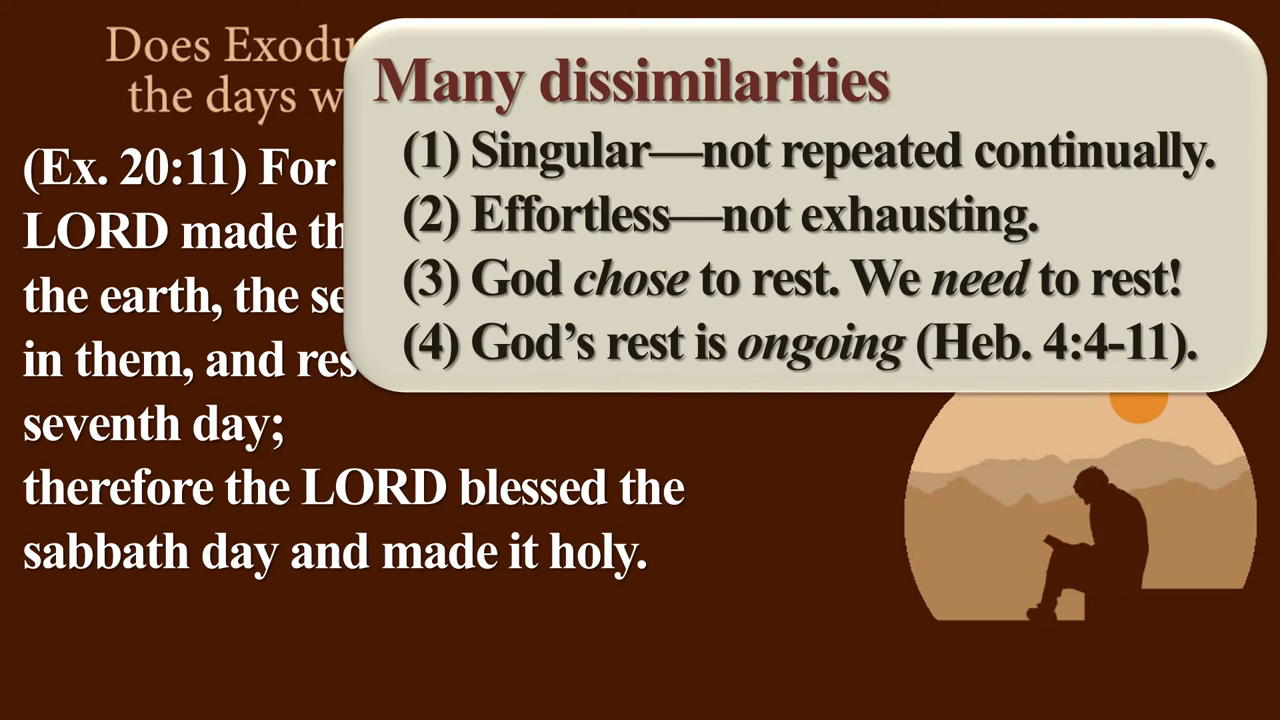 Does Exodu
the days w
Many dissimilarities
(1) Singular—not repeated continually.
(2) Effortless—not exhausting.
(3) God chose to rest. We need to rest!
(4) God’s rest is ongoing (Heb. 4:4-11).
(Ex. 20:11) For
LORD made th
the earth, the se
in them, and res
seventh day;
therefore the LORD blessed the
sabbath day and made it holy.